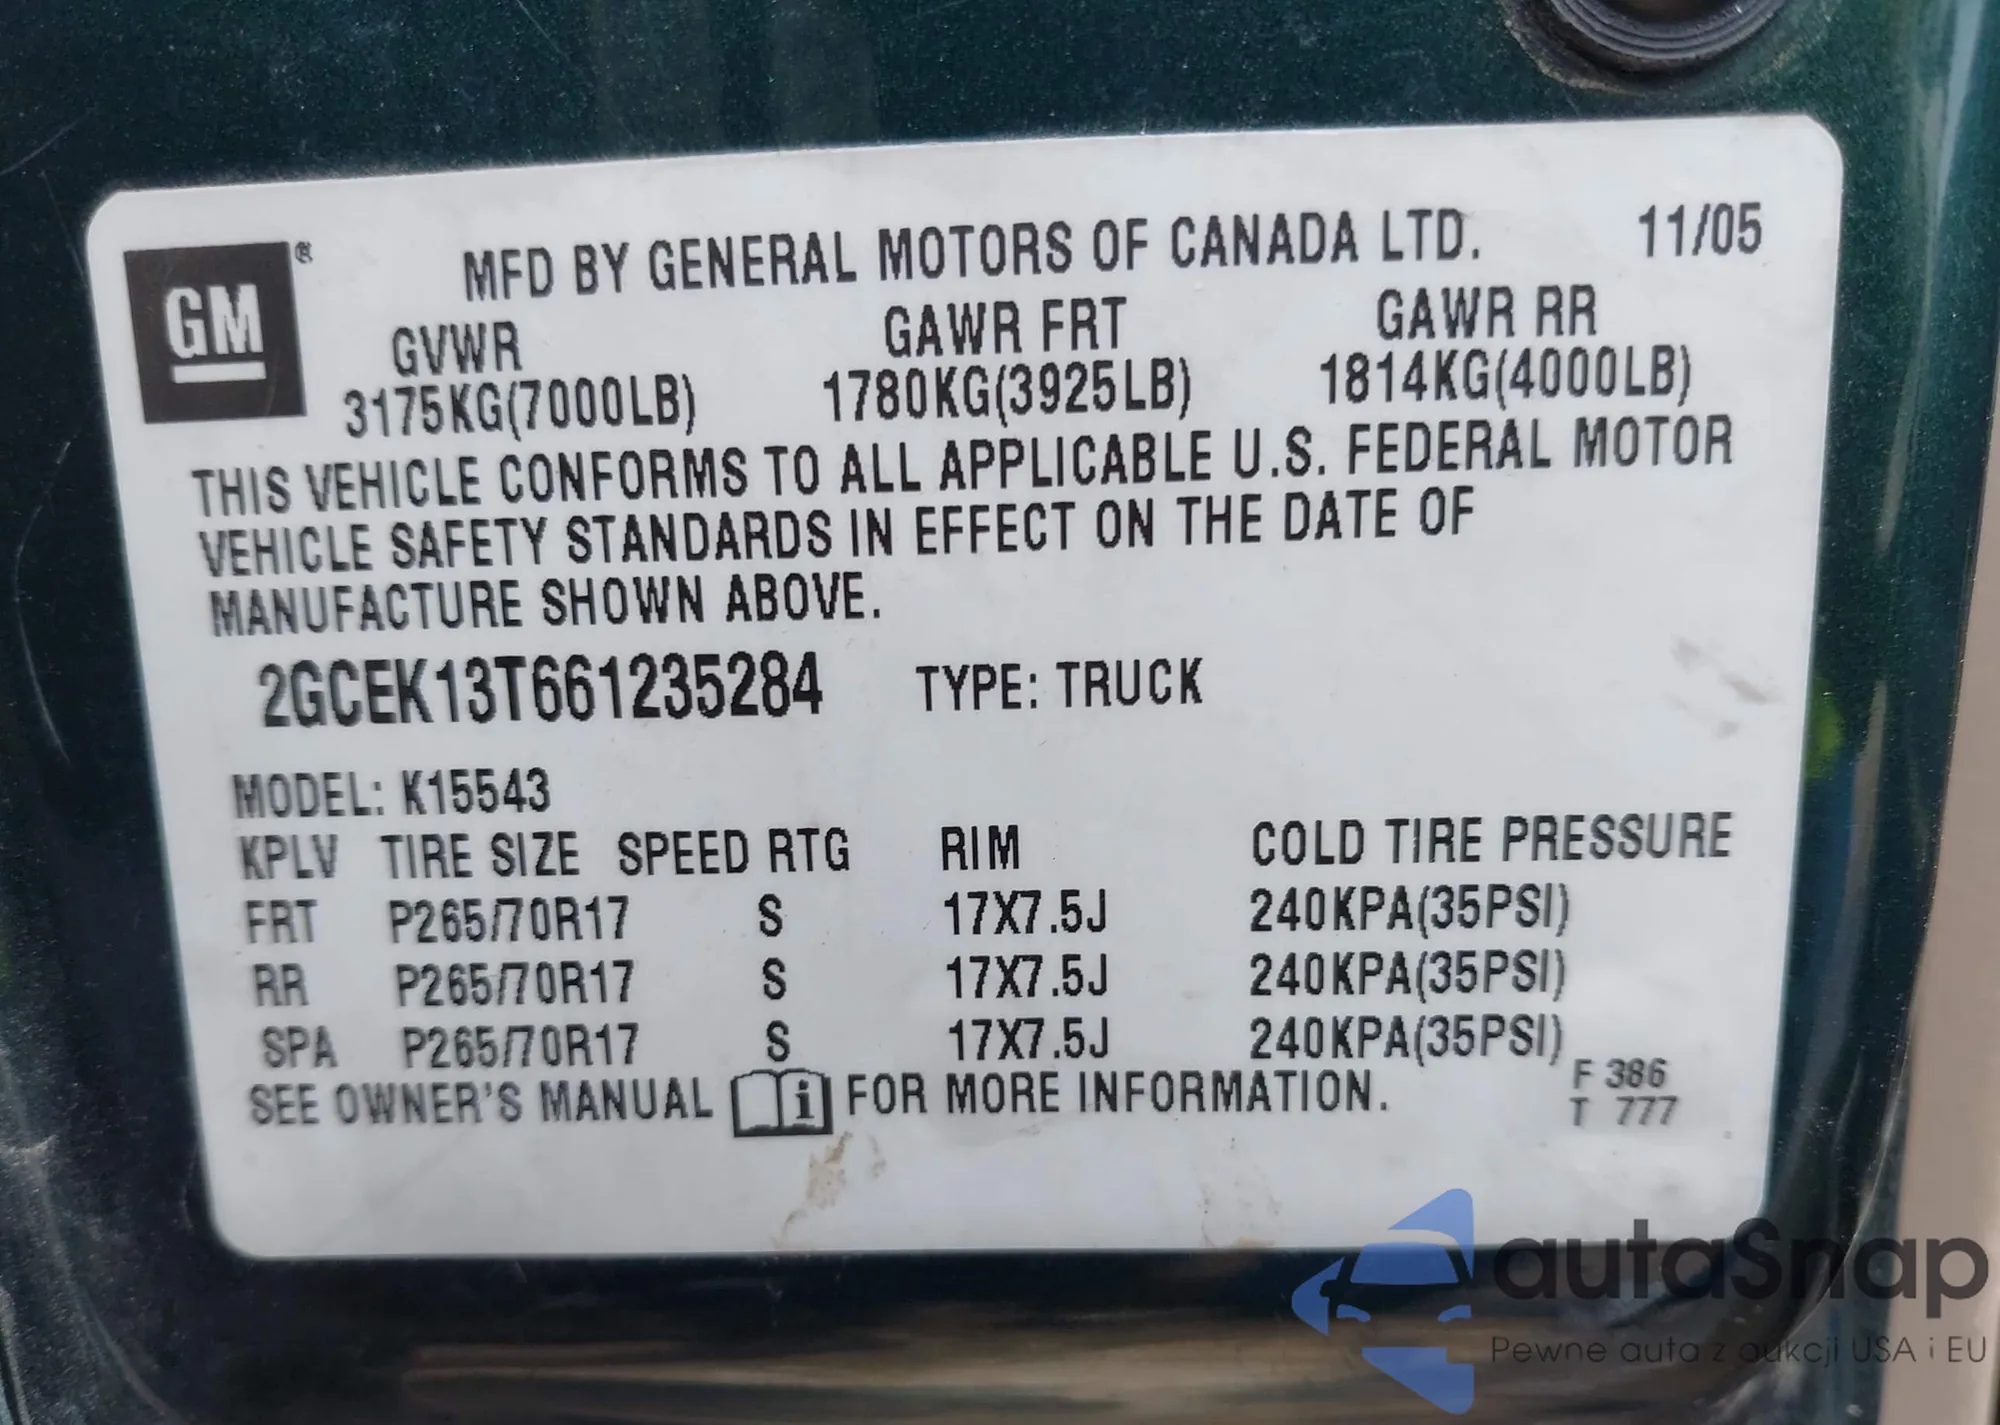 GM®
MFD BY GENERAL MOTORS OF CANADA LTD. 11/05
GVWR GAWR FRT GAWR RR
3175KG(7000LB) 1780KG(3925LB) 1814KG(4000LB)
THIS VEHICLE CONFORMS TO ALL APPLICABLE U.S. FEDERAL MOTOR
VEHICLE SAFETY STANDARDS IN EFFECT ON THE DATE OF
MANUFACTURE SHOWN ABOVE.
2GCEK13T661235284 TYPE: TRUCK
MODEL: K15543
KPLV TIRE SIZE SPEED RTG RIM COLD TIRE PRESSURE
FRT P265/70R17 S 17X7.5J 240KPA(35PSI)
RR P265/70R17 S 17X7.5J 240KPA(35PSI)
SPA P265/70R17 S 17X7.5J 240KPA(35PSI)
SEE OWNER'S MANUAL i FOR MORE INFORMATION.
F 386
T 777
autaSnap
Pewne auta z aukcji USA i EU